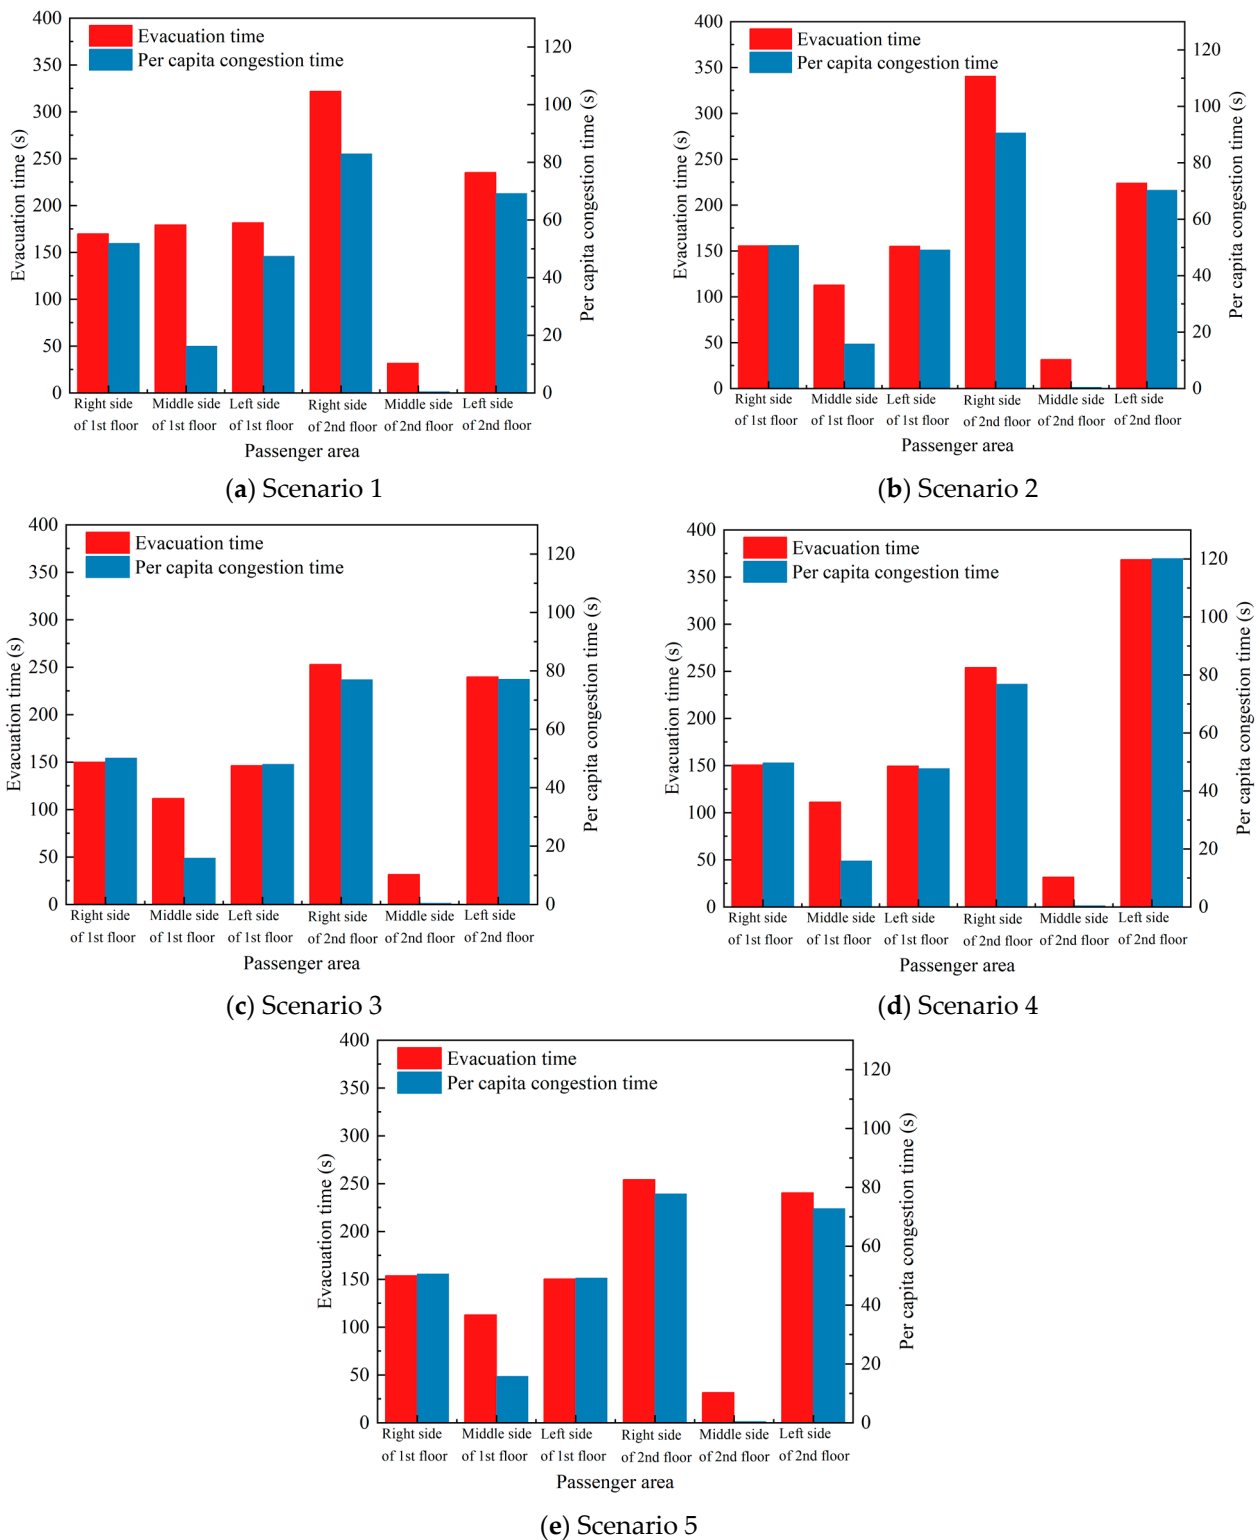 Evacuation time
Per capita congestion time
400
350
300
250
200
150
100
50
0
Evacuation time (s)
120
100
80
60
40
20
0
Per capita congestion time (s)
Right side Middle side Left side Right side Middle side Left side
of 1st floor of 1st floor of 1st floor of 2nd floor of 2nd floor of 2nd floor
Passenger area
(a) Scenario 1
Evacuation time
Per capita congestion time
400
350
300
250
200
150
100
50
0
Evacuation time (s)
120
100
80
60
40
20
0
Per capita congestion time (s)
Right side Middle side Left side Right side Middle side Left side
of 1st floor of 1st floor of 1st floor of 2nd floor of 2nd floor of 2nd floor
Passenger area
(b) Scenario 2
Evacuation time
Per capita congestion time
400
350
300
250
200
150
100
50
0
Evacuation time (s)
120
100
80
60
40
20
0
Per capita congestion time (s)
Right side Middle side Left side Right side Middle side Left side
of 1st floor of 1st floor of 1st floor of 2nd floor of 2nd floor of 2nd floor
Passenger area
(c) Scenario 3
Evacuation time
Per capita congestion time
400
350
300
250
200
150
100
50
0
Evacuation time (s)
120
100
80
60
40
20
0
Per capita congestion time (s)
Right side Middle side Left side Right side Middle side Left side
of 1st floor of 1st floor of 1st floor of 2nd floor of 2nd floor of 2nd floor
Passenger area
(d) Scenario 4
Evacuation time
Per capita congestion time
400
350
300
250
200
150
100
50
0
Evacuation time (s)
120
100
80
60
40
20
0
Per capita congestion time (s)
Right side Middle side Left side Right side Middle side Left side
of 1st floor of 1st floor of 1st floor of 2nd floor of 2nd floor of 2nd floor
Passenger area
(e) Scenario 5